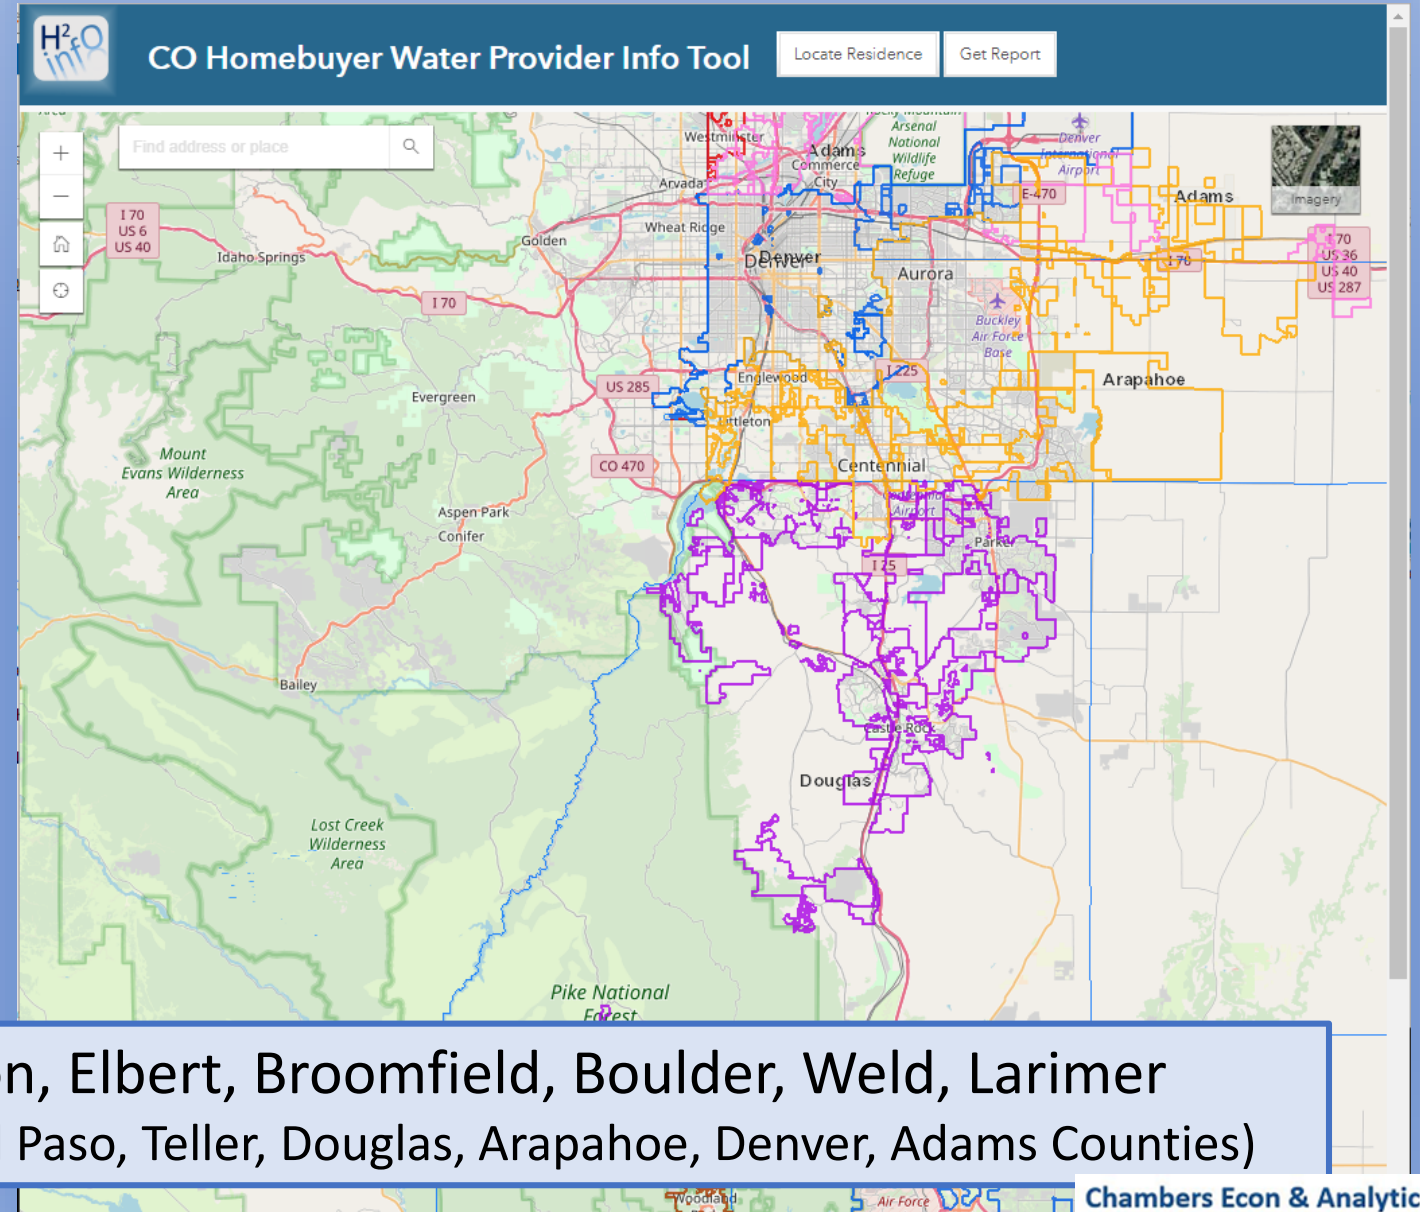 H²fO
info
CO Homebuyer Water Provider Info Tool
Locate Residence
Get Report
Find address or place
Imagery
Westminster
Adams
Commerce
City
Arsenal
National
Wildlife
Refuge
Denver
International
Airport
Arvada
E-470
Adams
I 70
US 6
US 40
Wheat Ridge
Golden
Idaho Springs
Denver
Denver
Aurora
I 70
I 70
US 36
US 40
US 287
I 70
Buckley
Air Force
Base
I 225
US 285
Englewood
Arapahoe
Evergreen
Littleton
Mount
Evans Wilderness
Area
CO 470
Centennial
Centennial
Airport
Aspen Park
Conifer
Parker
I 25
Bailey
Castle Rock
Douglas
Lost Creek
Wilderness
Area
Pike National
Forest
n, Elbert, Broomfield, Boulder, Weld, Larimer
Paso, Teller, Douglas, Arapahoe, Denver, Adams Counties)
Woodland
Air Force
Chambers Econ & Analytic